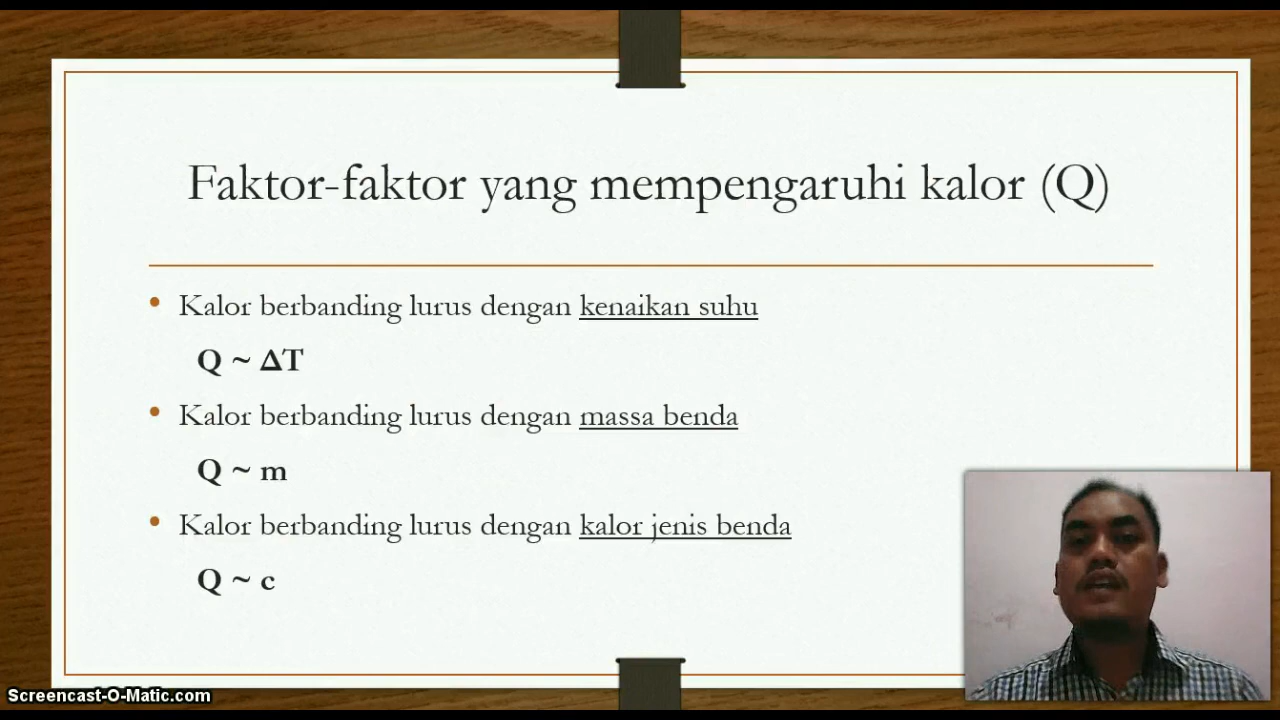 Faktor-faktor yang mempengaruhi kalor (Q)
• Kalor berbanding lurus dengan kenaikan suhu
Q ~ ΔT
• Kalor berbanding lurus dengan massa benda
Q ~ m
• Kalor berbanding lurus dengan kalor jenis benda
Q ~ c
Screencast-O-Matic.com